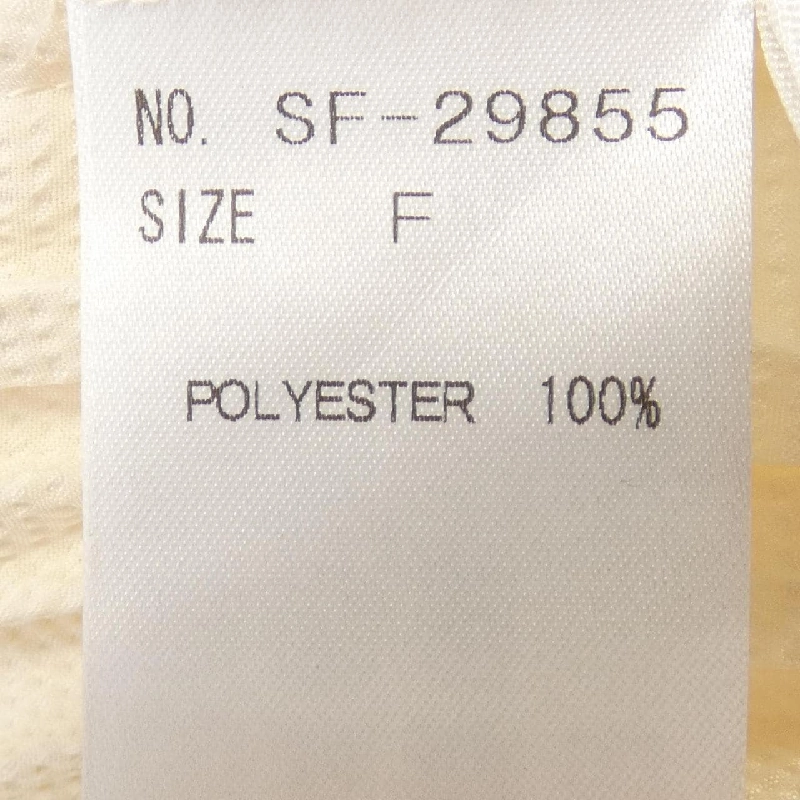 NO. SF-29855
SIZE F
POLYESTER 100%